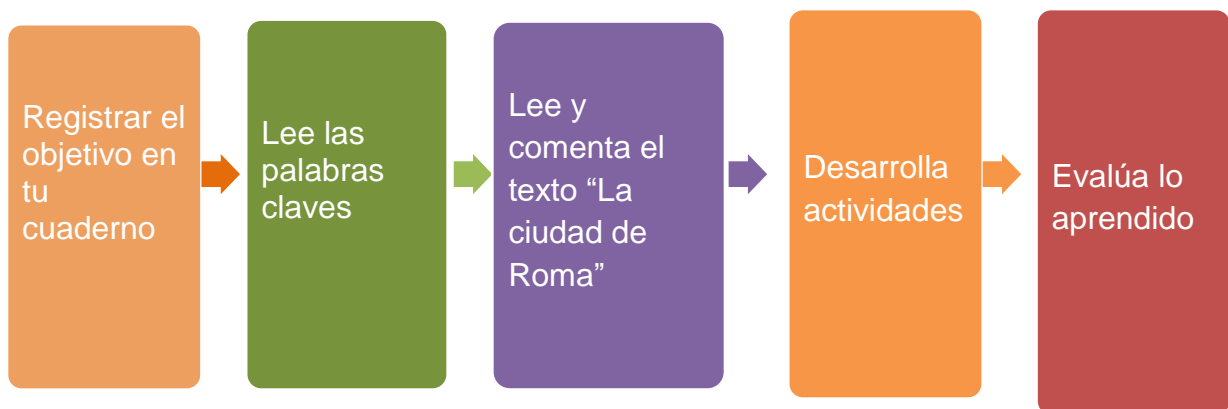 Registrar el
objetivo en
tu
cuaderno
Lee las
palabras
claves
Lee y
comenta el
texto “La
ciudad de
Roma”
Desarrolla
actividades
Evalúa lo
aprendido